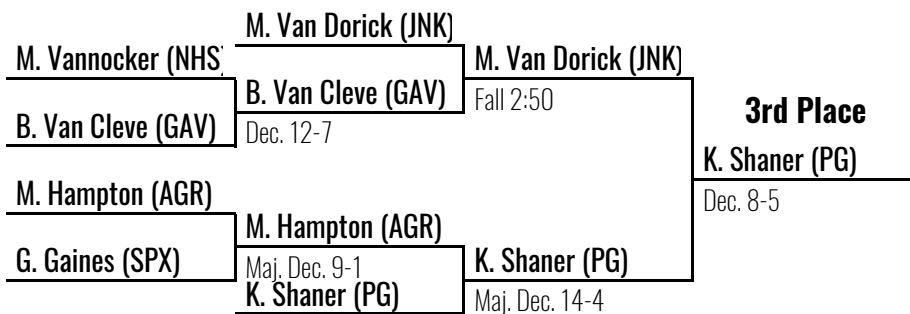 M. Van Dorick (JNK)
M. Vannocker (NHS)
M. Van Dorick (JNK)
B. Van Cleve (GAV)
Fall 2:50
3rd Place
B. Van Cleve (GAV)
Dec. 12-7
K. Shaner (PG)
M. Hampton (AGR)
Dec. 8-5
M. Hampton (AGR)
G. Gaines (SPX)
Maj. Dec. 9-1
K. Shaner (PG)
K. Shaner (PG)
Maj. Dec. 14-4